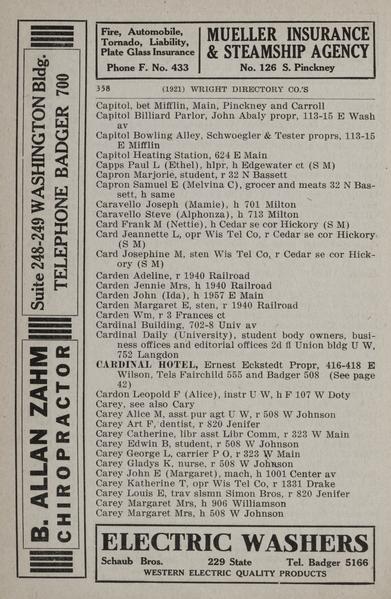 Fire, Automobile,
Tornado, Liability,
Plate Glass Insurance
Phone F. No. 433
MUELLER INSURANCE
& STEAMSHIP AGENCY
No. 126 S. Pinckney
B. ALLAN ZAHM
CHIROPRACTOR
Suite 248-249 WASHINGTON Bldg.
TELEPHONE BADGER 700
358 (1921) WRIGHT DIRECTORY CO.'S
Capitol, bet Mifflin, Main, Pinckney and Carroll
Capitol Billiard Parlor, John Abaly propr, 113-15 E Wash
av
Capitol Bowling Alley, Schwoegler & Tester proprs, 113-15
E Mifflin
Capitol Heating Station, 624 E Main
Capps Paul L (Ethel), hlpr, h Edgewater ct (S M)
Capron Marjorie, student, r 32 N Bassett
Capron Samuel E (Melvina C), grocer and meats 32 N Bas-
sett, h same
Caravello Joseph (Mamie), h 701 Milton
Caravello Steve (Alphonza), h 713 Milton
Card Frank M (Nettie), h Cedar se cor Hickory (S M)
Card Jeannette L, opr Wis Tel Co, r Cedar se cor Hickory
(S M)
Card Josephine M, sten Wis Tel Co, r Cedar se cor Hick-
ory (S M)
Carden Adeline, r 1940 Railroad
Carden Jennie Mrs, h 1940 Railroad
Carden John (Ida), h 1957 E Main
Carden Margaret E, sten, r 1940 Railroad
Carden Wm, r 3 Frances ct
Cardinal Building, 702-8 Univ av
Cardinal Daily (University), student body owners, busi-
ness offices and editorial offices 2d fl Union bldg U W,
752 Langdon
CARDINAL HOTEL, Ernest Eckstedt Propr, 416-418 E
Wilson, Tels Fairchild 555 and Badger 508 (See page
42)
Cardon Leopold F (Alice), instr U W, h F 107 W Doty
Carey, see also Cary
Carey Alice M, asst pur agt U W, r 508 W Johnson
Carey Art F, dentist, r 820 Jenifer
Carey Catherine, libr asst Libr Comm, r 323 W Main
Carey Edwin B, student, r 508 W Johnson
Carey George L, carrier P O, r 323 W Main
Carey Gladys K, nurse, r 508 W Johnson
Carey John E (Margaret), mach, h 1001 Center av
Carey Katherine T, opr Wis Tel Co, r 1331 Drake
Carey Louis E, trav slsmn Simon Bros, r 820 Jenifer
Carey Margaret Mrs, h 906 Williamson
Carey Margaret Mrs, h 508 W Johnson
ELECTRIC WASHERS
Schaub Bros. 229 State Tel. Badger 5166
WESTERN ELECTRIC QUALITY PRODUCTS